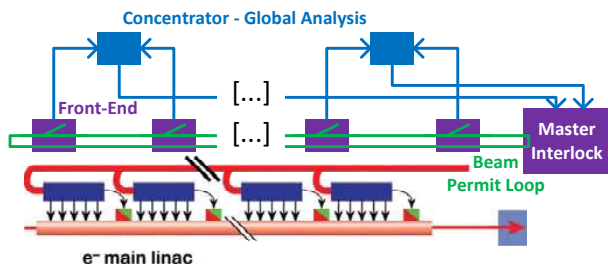 Concentrator - Global Analysis
[...]
Front-End
[...]
Master
Interlock
Beam
Permit Loop
e⁻ main linac